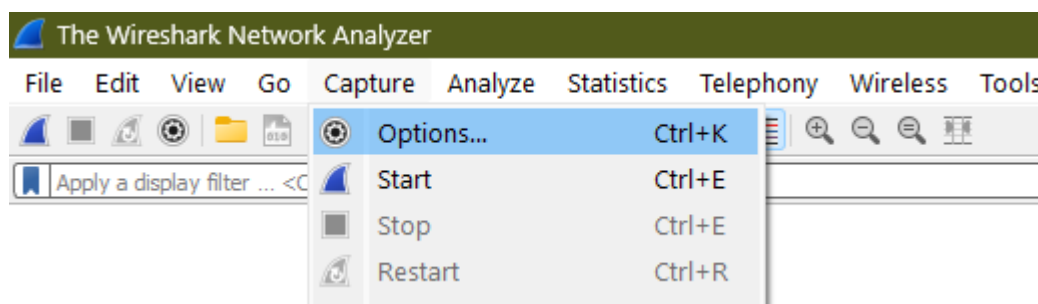 The Wireshark Network Analyzer
File Edit View Go Capture Analyze Statistics Telephony Wireless Tools
Options... Ctrl+K
Apply a display filter ... <C
Start Ctrl+E
Stop Ctrl+E
Restart Ctrl+R